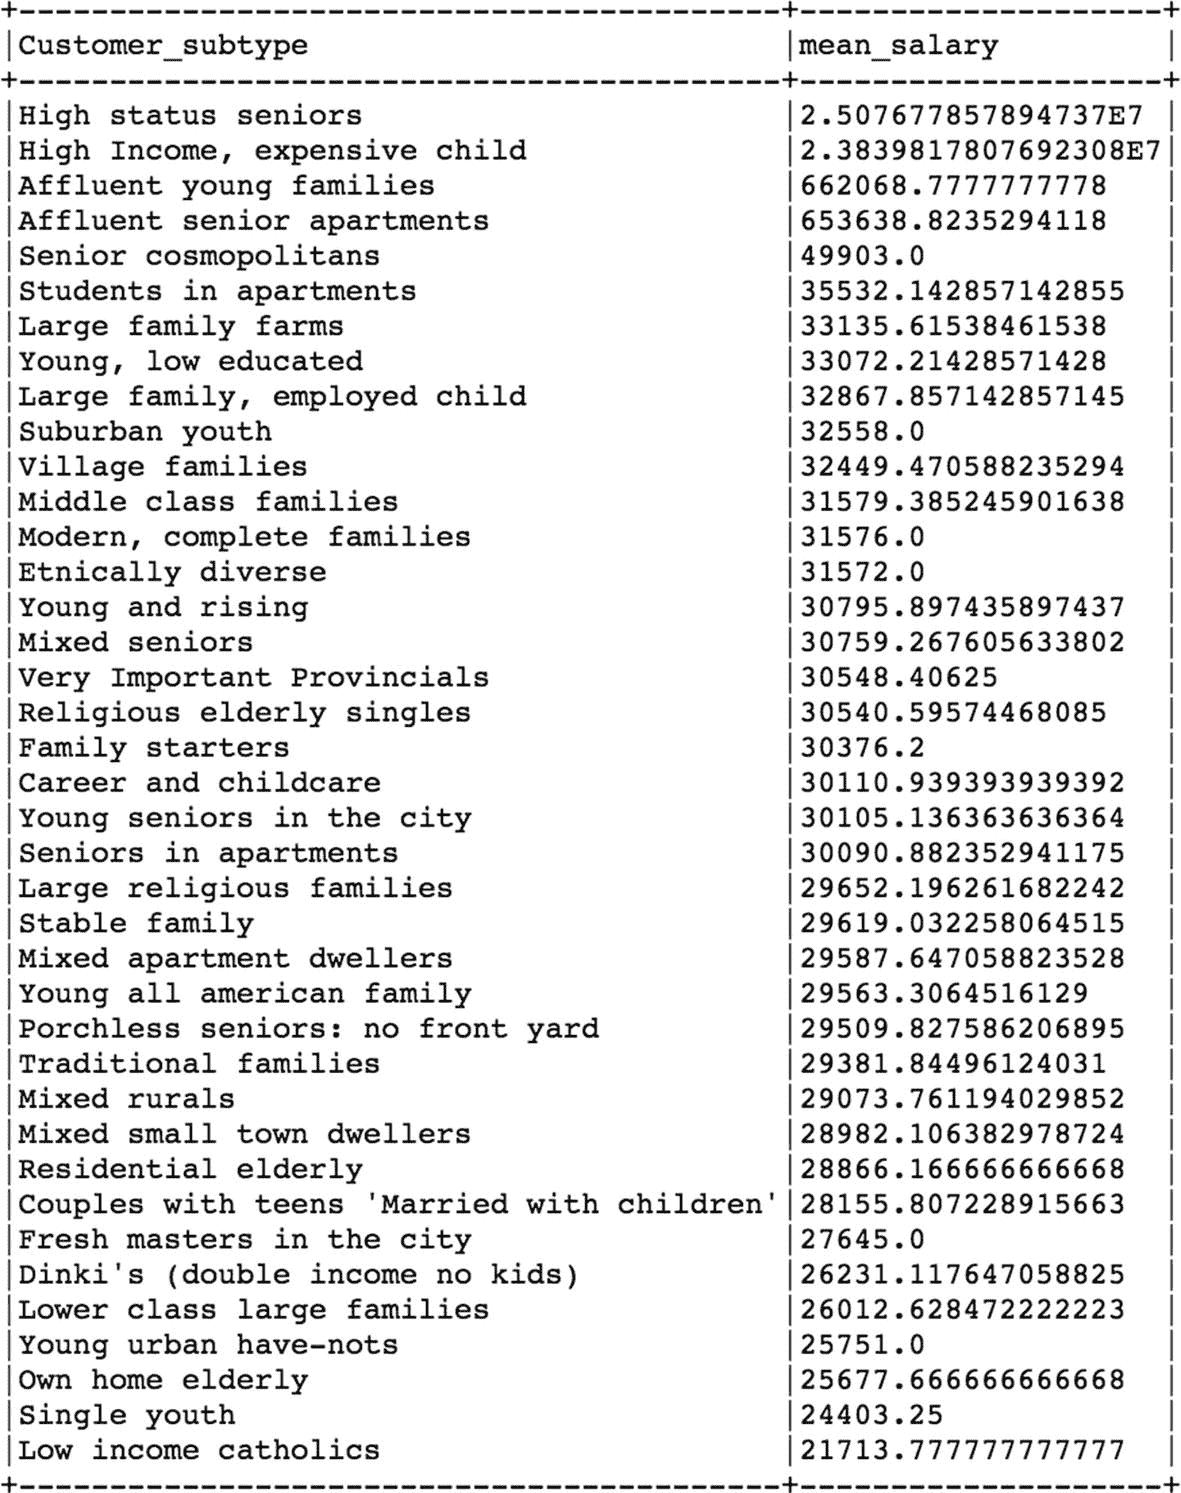 +------------------------------------------+---------------------+
|Customer_subtype                          |mean_salary          |
+------------------------------------------+---------------------+
|High status seniors                       |2.507677857894737E7  |
|High Income, expensive child              |2.3839817807692308E7|
|Affluent young families                   |662068.7777777778    |
|Affluent senior apartments                |653638.8235294118    |
|Senior cosmopolitans                      |49903.0              |
|Students in apartments                    |35532.142857142855   |
|Large family farms                        |33135.61538461538    |
|Young, low educated                       |33072.21428571428    |
|Large family, employed child              |32867.857142857145   |
|Suburban youth                            |32558.0              |
|Village families                          |32449.470588235294   |
|Middle class families                     |31579.385245901638   |
|Modern, complete families                 |31576.0              |
|Etnically diverse                         |31572.0              |
|Young and rising                          |30795.897435897437   |
|Mixed seniors                             |30759.267605633802   |
|Very Important Provincials                |30548.40625          |
|Religious elderly singles                 |30540.59574468085    |
|Family starters                           |30376.2              |
|Career and childcare                      |30110.939393939392   |
|Young seniors in the city                 |30105.136363636364   |
|Seniors in apartments                     |30090.882352941175   |
|Large religious families                  |29652.196261682242   |
|Stable family                             |29619.032258064515   |
|Mixed apartment dwellers                  |29587.647058823528   |
|Young all american family                 |29563.3064516129     |
|Porchless seniors: no front yard          |29509.827586206895   |
|Traditional families                      |29381.84496124031    |
|Mixed rurals                              |29073.761194029852   |
|Mixed small town dwellers                 |28982.106382978724   |
|Residential elderly                       |28866.166666666668   |
|Couples with teens 'Married with children'|28155.807228915663   |
|Fresh masters in the city                 |27645.0              |
|Dinki's (double income no kids)           |26231.117647058825   |
|Lower class large families                |26012.628472222223   |
|Young urban have-nots                     |25751.0              |
|Own home elderly                          |25677.666666666668   |
|Single youth                              |24403.25             |
|Low income catholics                      |21713.777777777777   |
+------------------------------------------+---------------------+